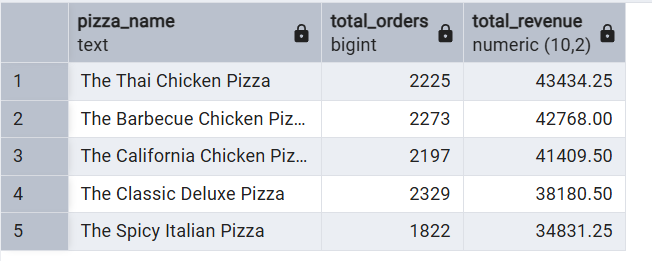 pizza_name total_orders total_revenue
text bigint numeric (10,2)
1 The Thai Chicken Pizza 2225 43434.25
2 The Barbecue Chicken Piz... 2273 42768.00
3 The California Chicken Piz... 2197 41409.50
4 The Classic Deluxe Pizza 2329 38180.50
5 The Spicy Italian Pizza 1822 34831.25